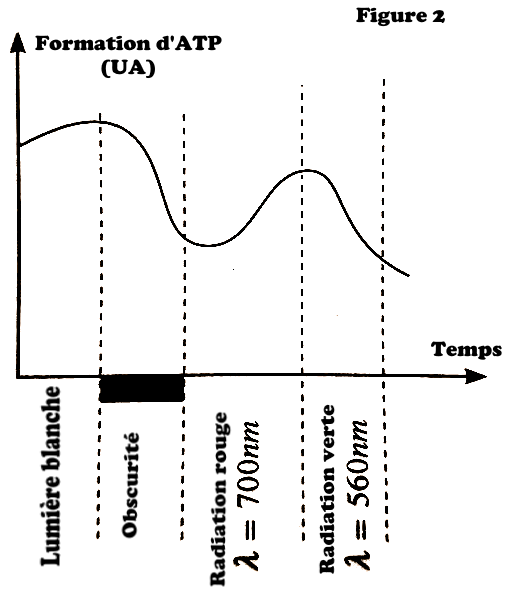 Figure 2
Formation d'ATP
(UA)
Temps
Lumière blanche
Obscurité
Radiation rouge
λ = 700nm
Radiation verte
λ = 560nm